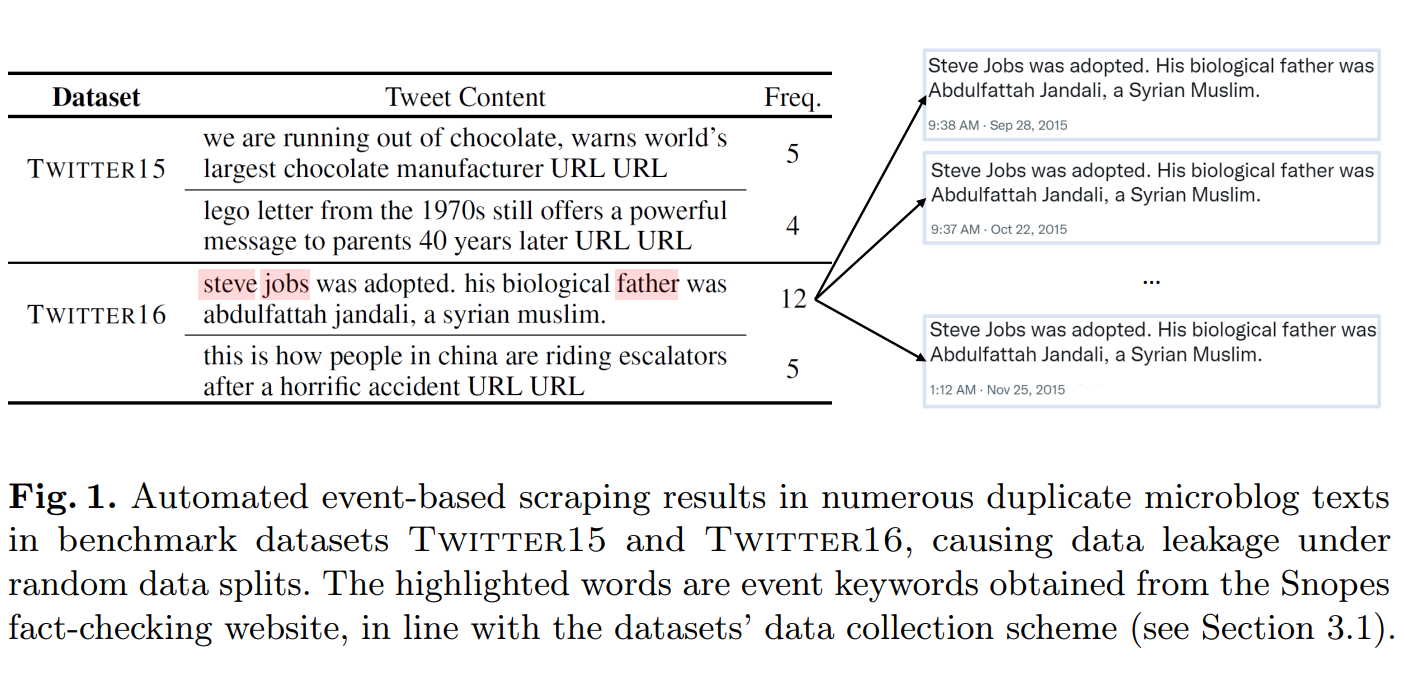 Dataset Tweet Content Freq.
TWITTER15
we are running out of chocolate, warns world's
largest chocolate manufacturer URL URL
5
lego letter from the 1970s still offers a powerful
message to parents 40 years later URL URL
4
TWITTER16
steve jobs was adopted. his biological father was
abdulfattah jandali, a syrian muslim.
12
this is how people in china are riding escalators
after a horrific accident URL URL
5
Steve Jobs was adopted. His biological father was
Abdulfattah Jandali, a Syrian Muslim.
9:38 AM · Sep 28, 2015
Steve Jobs was adopted. His biological father was
Abdulfattah Jandali, a Syrian Muslim.
9:37 AM · Oct 22, 2015
...
Steve Jobs was adopted. His biological father was
Abdulfattah Jandali, a Syrian Muslim.
1:12 AM · Nov 25, 2015
Fig. 1. Automated event-based scraping results in numerous duplicate microblog texts
in benchmark datasets TWITTER15 and TWITTER16, causing data leakage under
random data splits. The highlighted words are event keywords obtained from the Snopes
fact-checking website, in line with the datasets' data collection scheme (see Section 3.1).